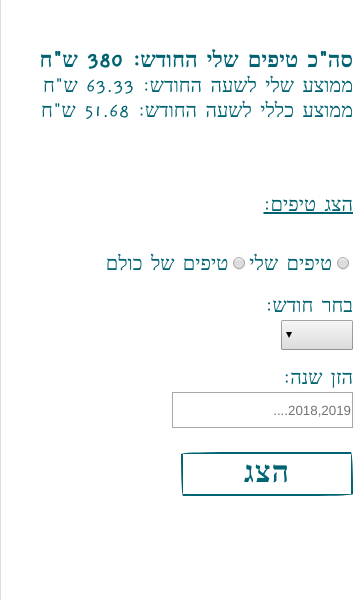 סה"כ טיפים שלי החודש: 380 ש"ח
ממוצע שלי לשעה החודש: 63.33 ש"ח
ממוצע כללי לשעה החודש: 51.68 ש"ח
הצג טיפים:
טיפים שלי טיפים של כולם
בחר חודש:
הזן שנה:
2018,2019....
הצג